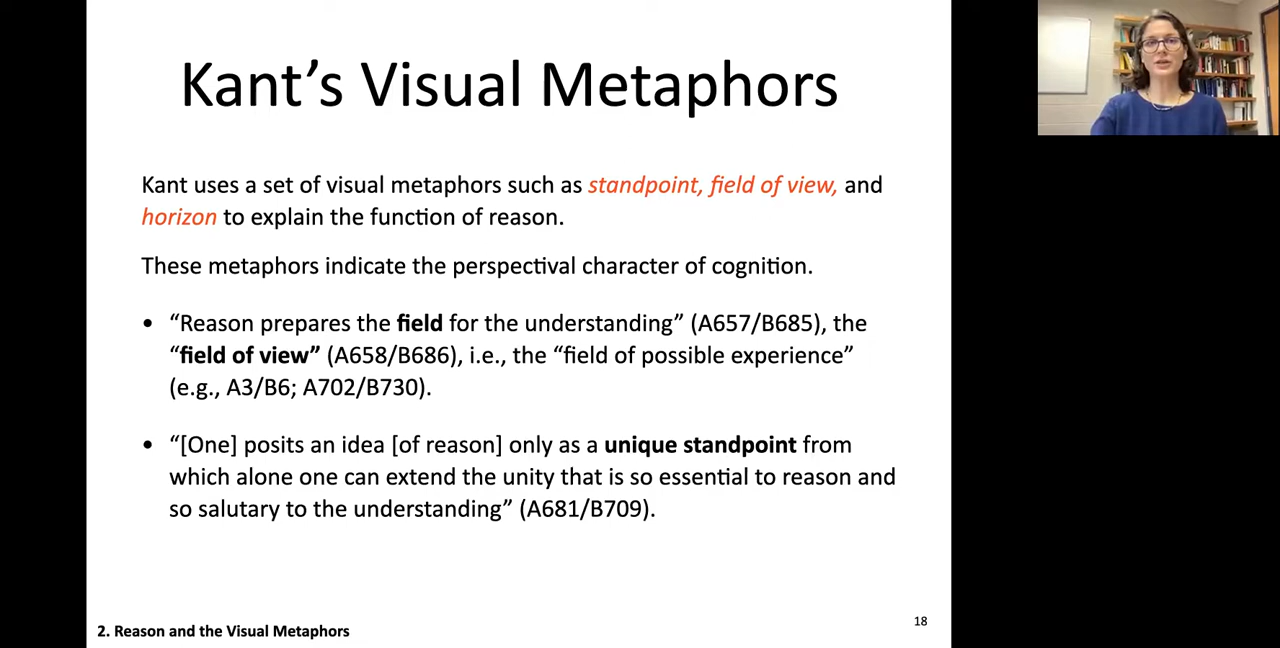 Kant’s Visual Metaphors
Kant uses a set of visual metaphors such as standpoint, field of view, and
horizon to explain the function of reason.
These metaphors indicate the perspectival character of cognition.
• “Reason prepares the field for the understanding” (A657/B685), the
“field of view” (A658/B686), i.e., the “field of possible experience”
(e.g., A3/B6; A702/B730).
• “[One] posits an idea [of reason] only as a unique standpoint from
which alone one can extend the unity that is so essential to reason and
so salutary to the understanding” (A681/B709).
2. Reason and the Visual Metaphors
18